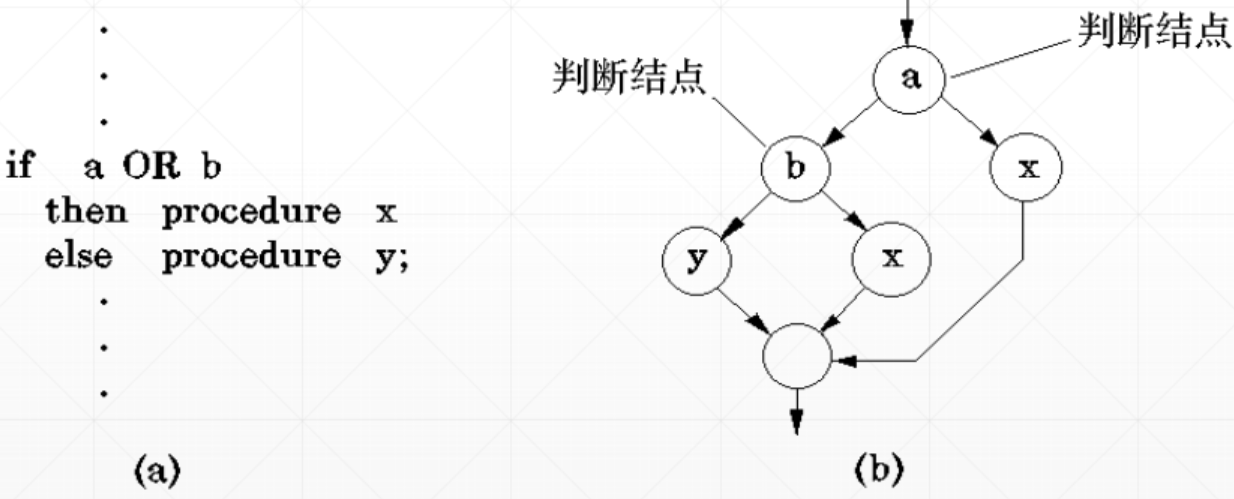 if a OR b
then procedure x
else procedure y;
(a)
判断结点
a
判断结点
b
x
y
x
(b)